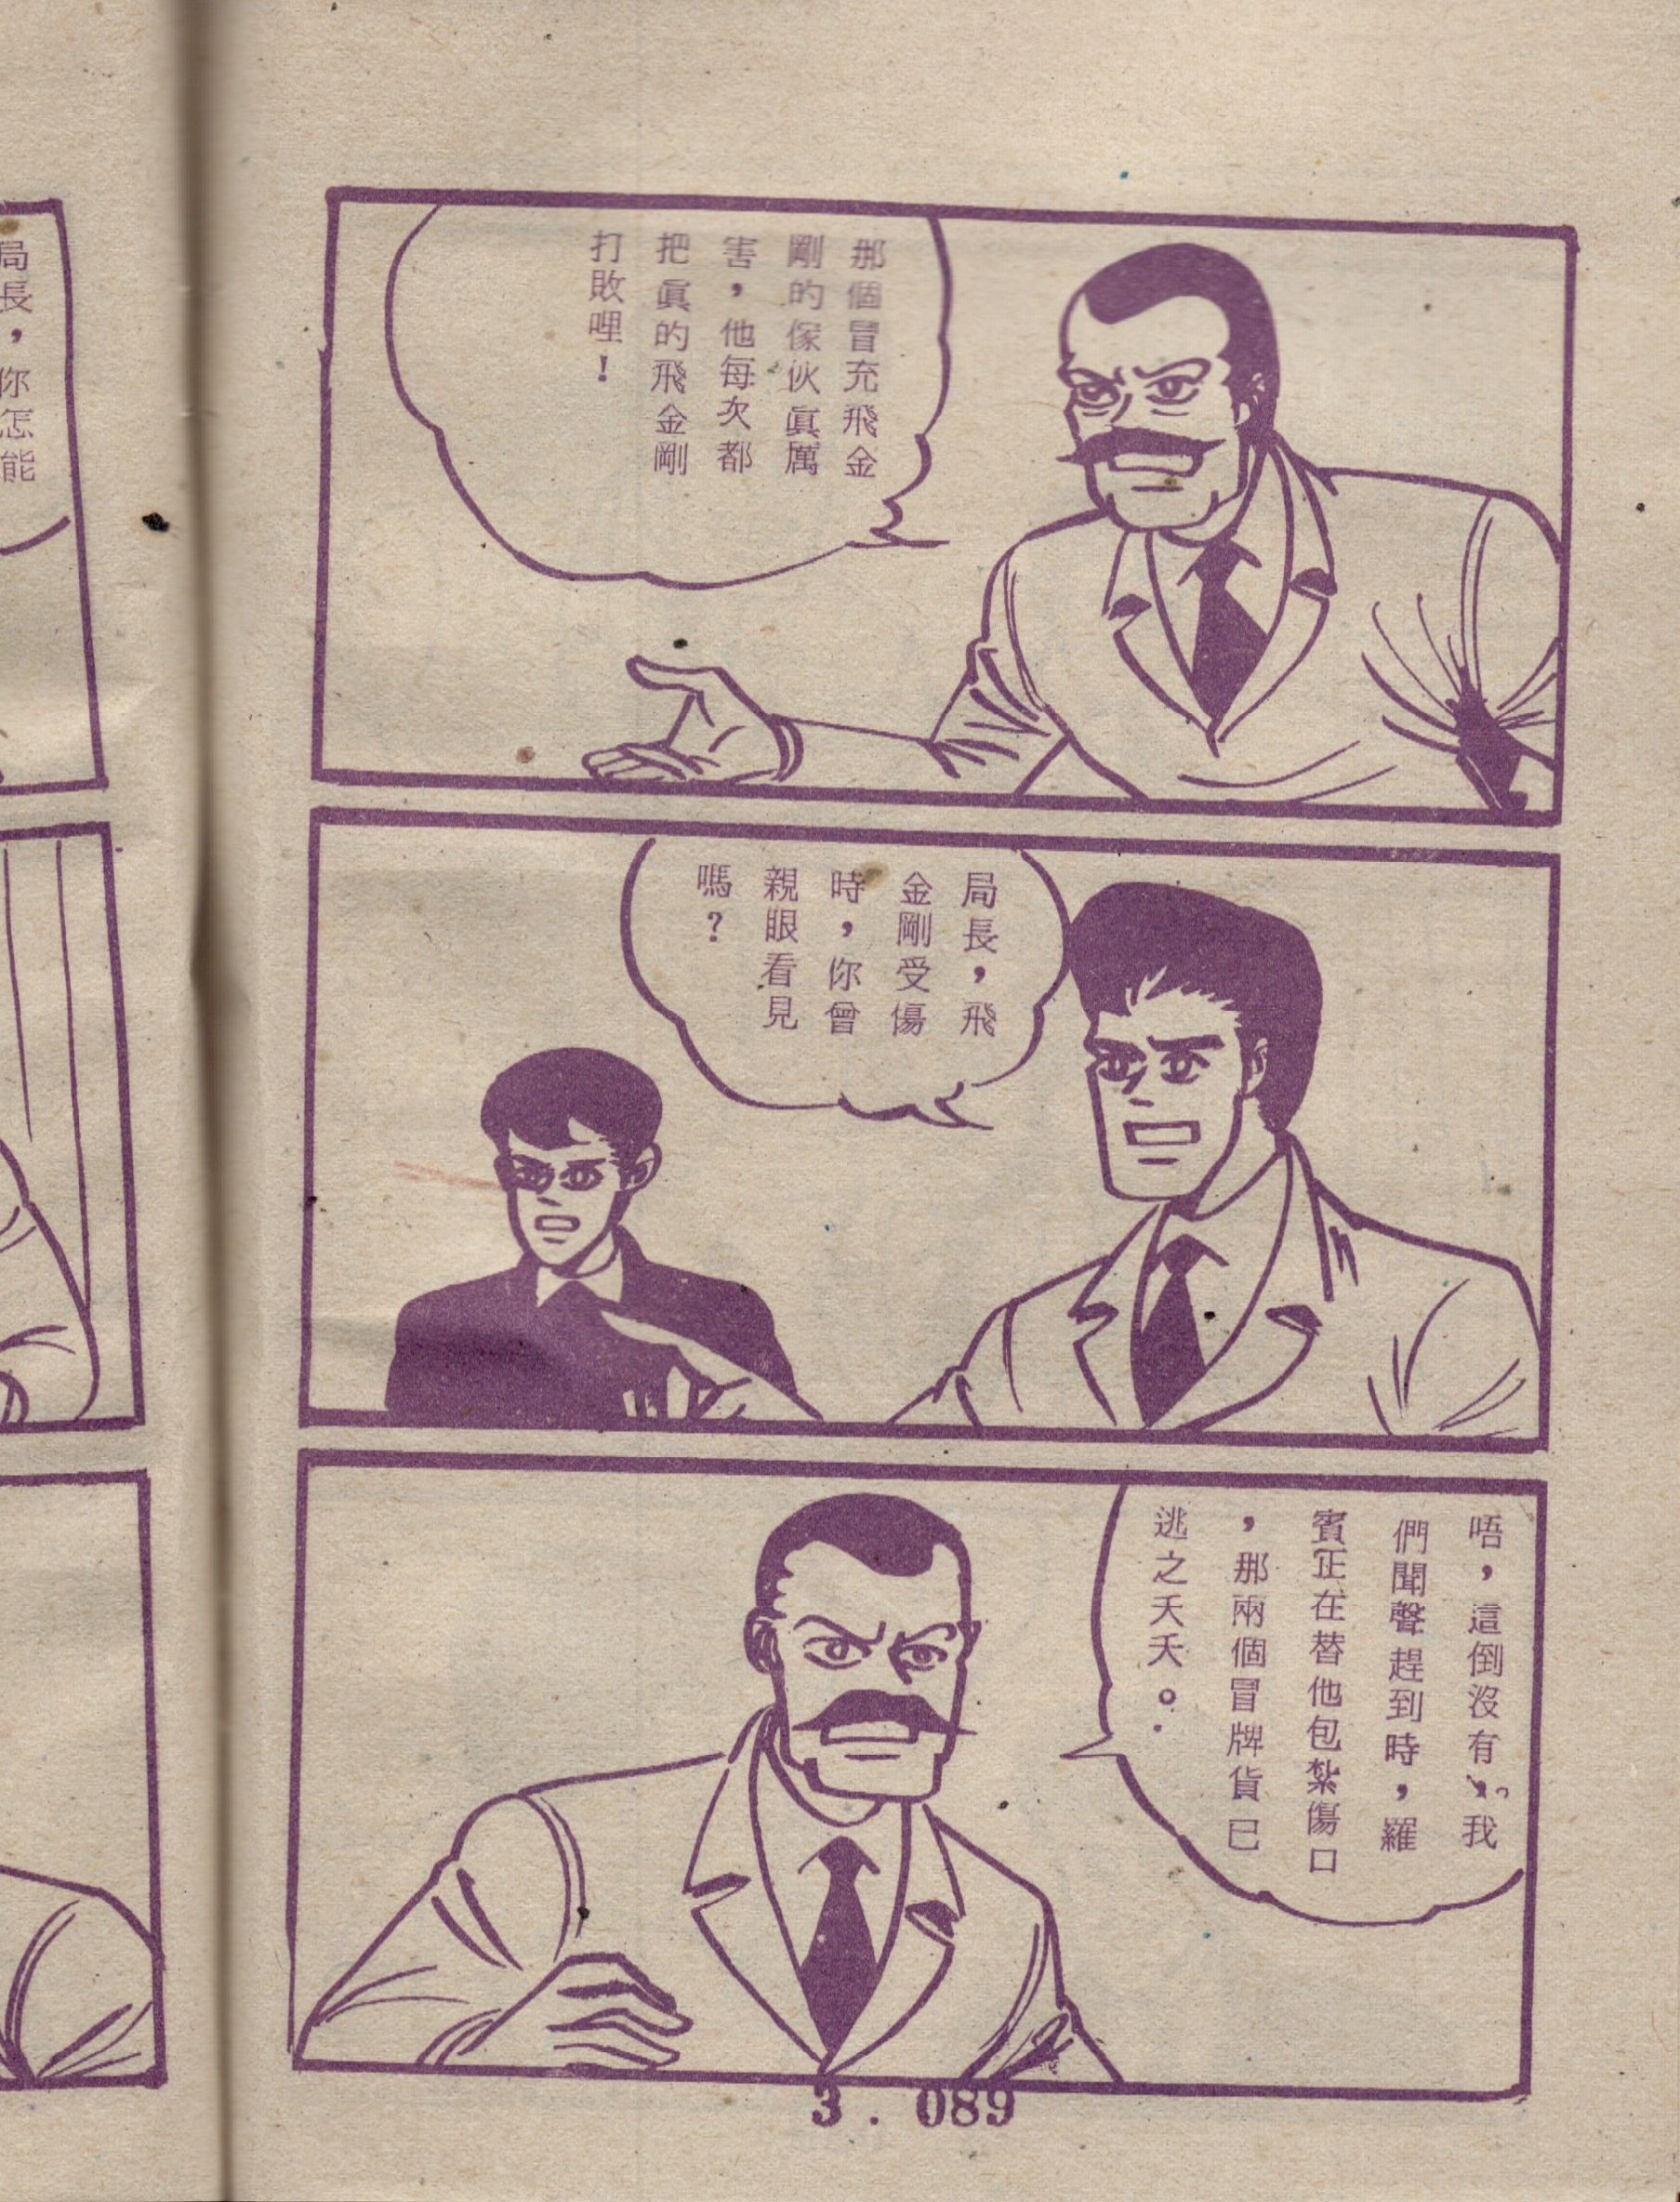 那個冒充飛金
剛的傢伙眞厲
害，他每次都
把眞的飛金剛
打敗哩！
局長，飛
金剛受傷
時，你曾
親眼看見
嗎？
唔，這倒沒有，我
們聞聲趕到時，羅
賓正在替他包紮傷口
，那兩個冒牌貨已
逃之夭夭。
3．089
局長，你怎能